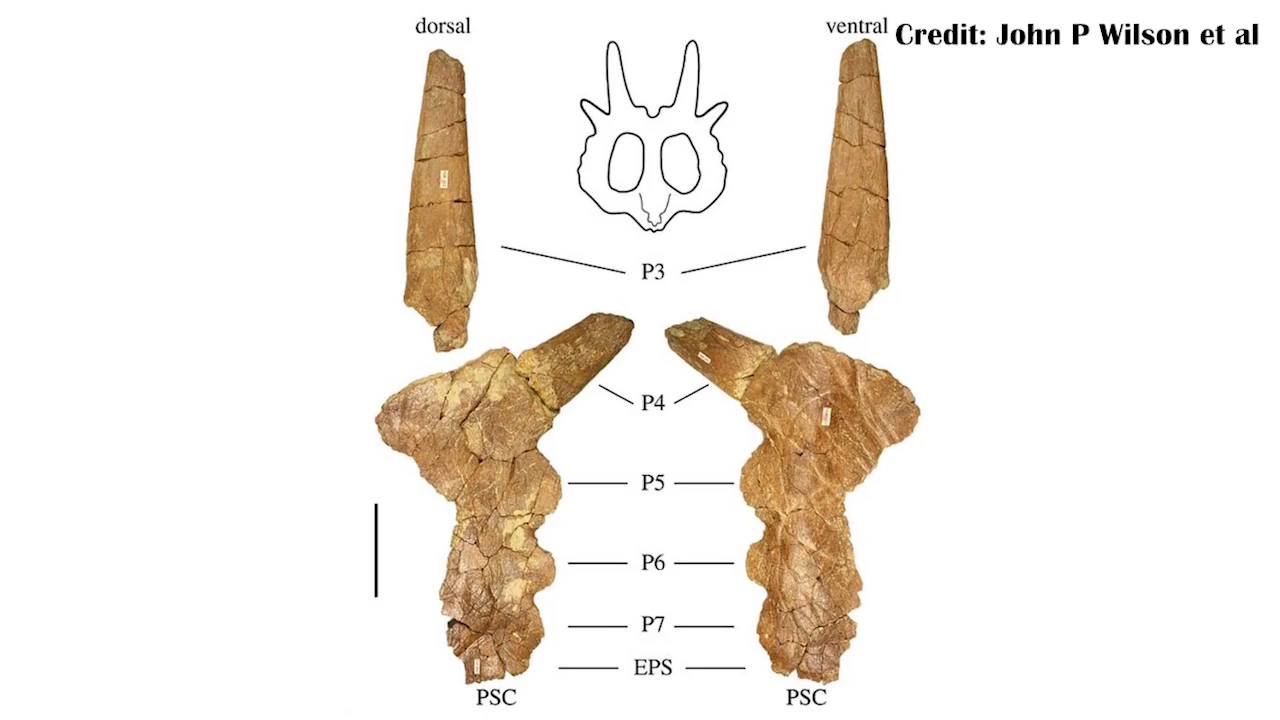 dorsal
ventral
Credit: John P Wilson et al
P3
P4
P5
P6
P7
EPS
PSC
PSC